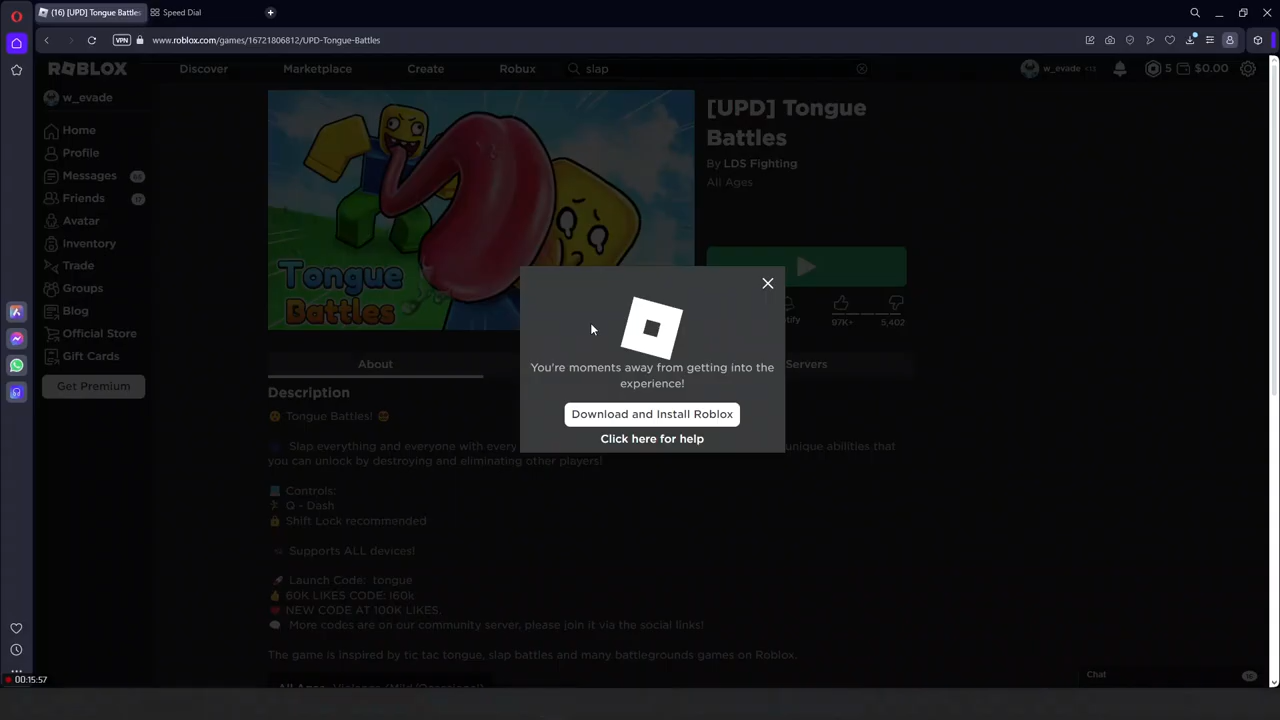 (16) [UPD] Tongue Battles
Speed Dial
VPN
www.roblox.com/games/16721806812/UPD-Tongue-Battles
ROBLOX
Discover
Marketplace
Create
Robux
slap
w_evade +13
5
$0.00
w_evade
Home
Profile
Messages
Friends
Avatar
Inventory
Trade
Groups
Blog
Official Store
Gift Cards
Get Premium
Tongue
Battles
[UPD] Tongue
Battles
By LDS Fighting
All Ages
97K+
5,402
You're moments away from getting into the
experience!
Download and Install Roblox
Click here for help
About
Servers
Description
Tongue Battles!
Slap everything and everyone with every
unique abilities that
you can unlock by destroying and eliminating other players!
Controls:
Q - Dash
Shift Lock recommended
Supports ALL devices!
Launch Code: tongue
60K LIKES CODE: l60k
NEW CODE AT 100K LIKES.
More codes are on our community server, please join it via the social links!
The game is inspired by tic tac tongue, slap battles and many battlegrounds games on Roblox.
Chat
00:15:57